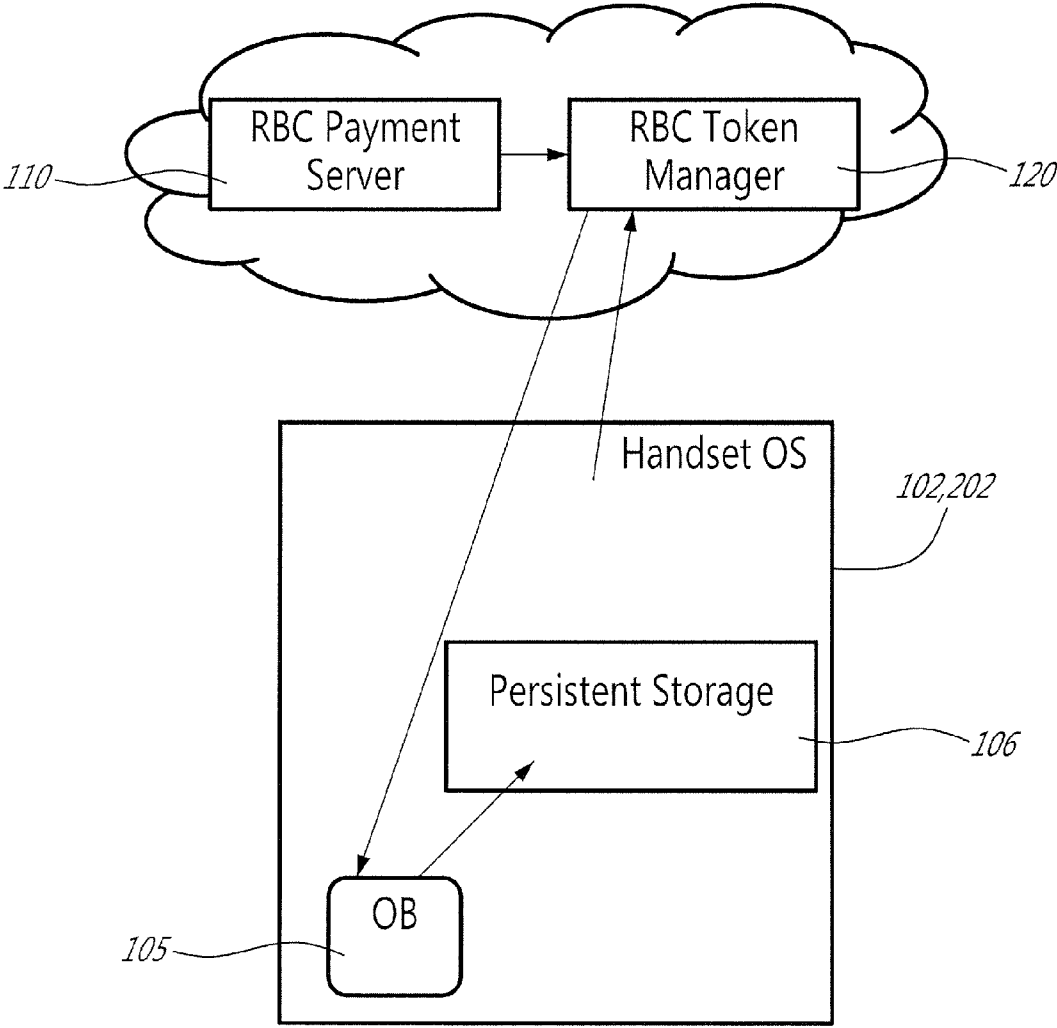 RBC Payment
Server
RBC Token
Manager
110
120
Handset OS
102,202
Persistent Storage
106
OB
105